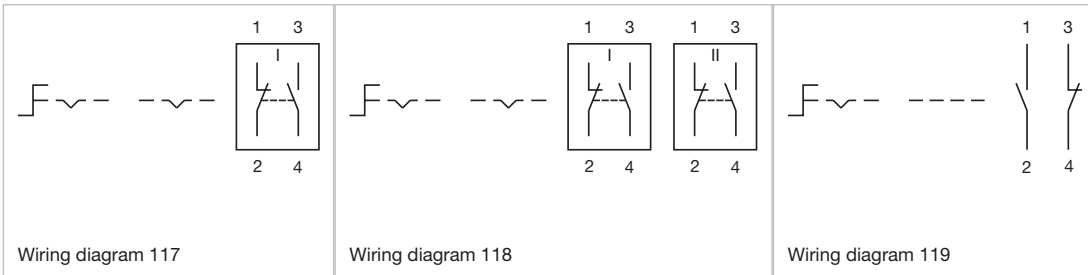 1 3
I
2 4
Wiring diagram 117
1 3 1 3
I II
2 4 2 4
Wiring diagram 118
1 3
2 4
Wiring diagram 119